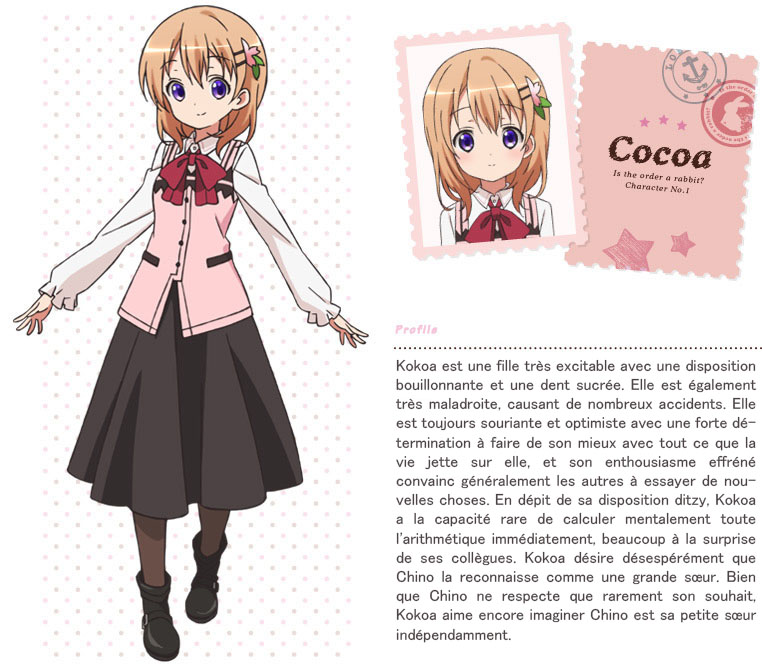 Cocoa
Is the order a rabbit?
Character No.1
Profile
Kokoa est une fille très excitable avec une disposition
bouillonnante et une dent sucrée. Elle est également
très maladroite, causant de nombreux accidents. Elle
est toujours souriante et optimiste avec une forte dé-
termination à faire de son mieux avec tout ce que la
vie jette sur elle, et son enthousiasme effréné
convainc généralement les autres à essayer de nou-
velles choses. En dépit de sa disposition ditzy, Kokoa
a la capacité rare de calculer mentalement toute
l'arithmétique immédiatement, beaucoup à la surprise
de ses collègues. Kokoa désire désespérément que
Chino la reconnaisse comme une grande sœur. Bien
que Chino ne respecte que rarement son souhait,
Kokoa aime encore imaginer Chino est sa petite sœur
indépendamment.